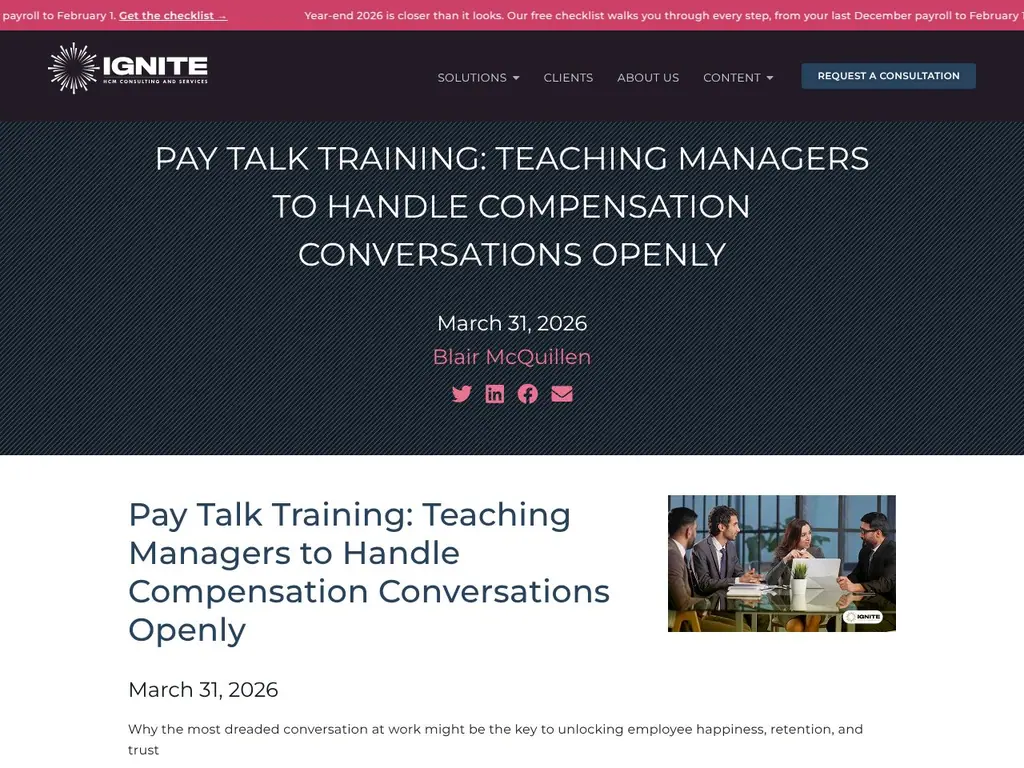 payroll to February 1. Get the checklist → Year-end 2026 is closer than it looks. Our free checklist walks you through every step, from your last December payroll to February 1
IGNITE
HCM CONSULTING AND SERVICES
SOLUTIONS CLIENTS ABOUT US CONTENT REQUEST A CONSULTATION
PAY TALK TRAINING: TEACHING MANAGERS
TO HANDLE COMPENSATION
CONVERSATIONS OPENLY
March 31, 2026
Blair McQuillen
Pay Talk Training: Teaching
Managers to Handle
Compensation Conversations
Openly
IGNITE
March 31, 2026
Why the most dreaded conversation at work might be the key to unlocking employee happiness, retention, and
trust